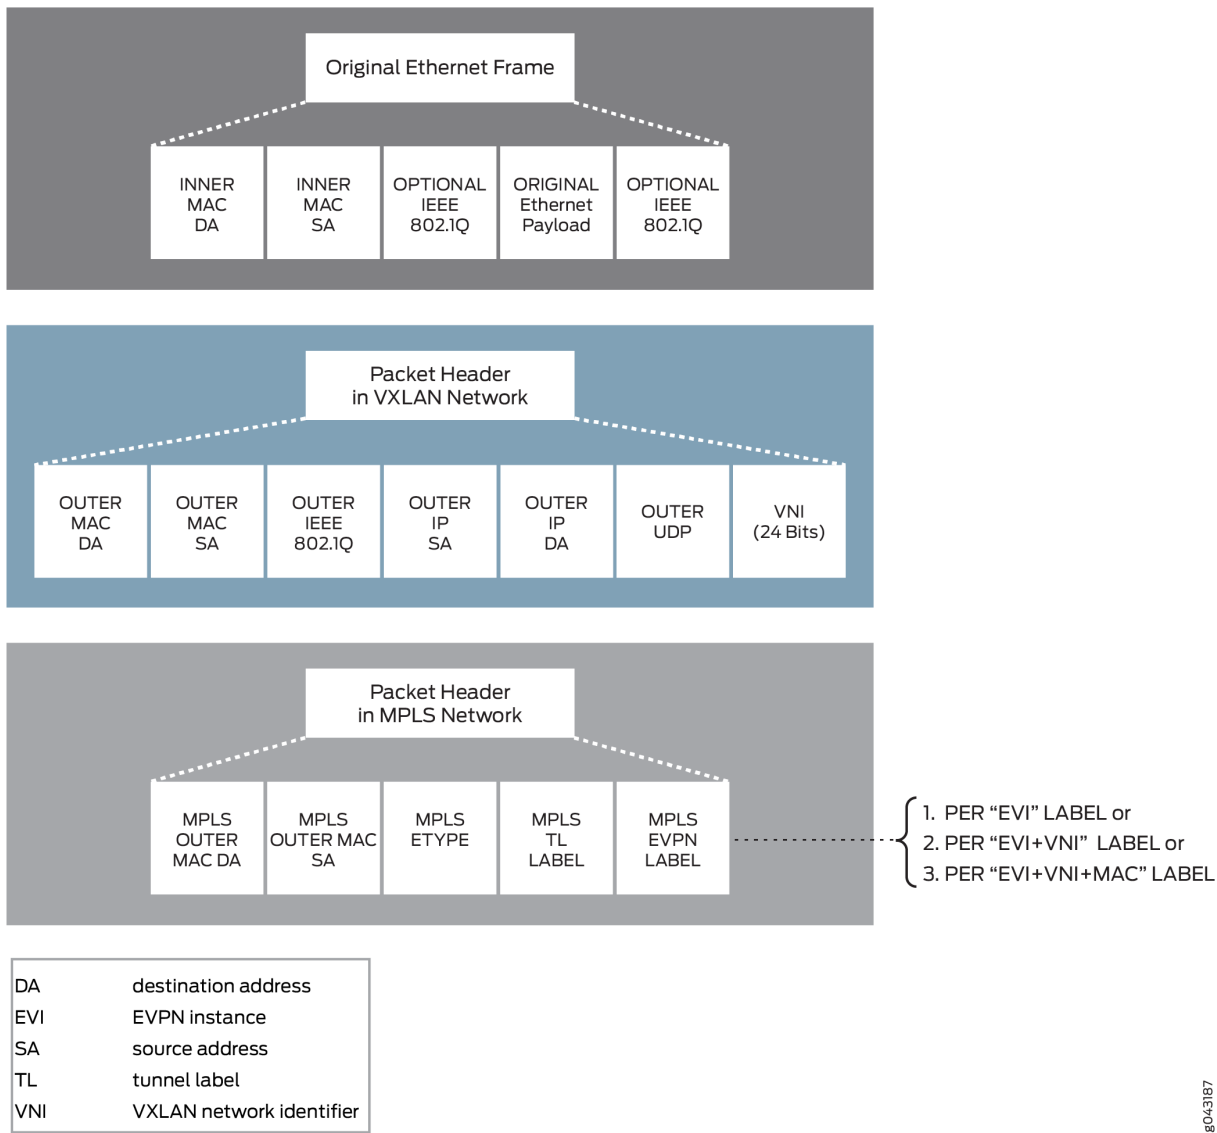 Original Ethernet Frame
INNER
MAC
DA
INNER
MAC
SA
OPTIONAL
IEEE
802.1Q
ORIGINAL
Ethernet
Payload
OPTIONAL
IEEE
802.1Q
Packet Header
in VXLAN Network
OUTER
MAC
DA
OUTER
MAC
SA
OUTER
IEEE
802.1Q
OUTER
IP
SA
OUTER
IP
DA
OUTER
UDP
VNI
(24 Bits)
Packet Header
in MPLS Network
MPLS
OUTER
MAC DA
MPLS
OUTER MAC
SA
MPLS
ETYPE
MPLS
TL
LABEL
MPLS
EVPN
LABEL
1. PER “EVI” LABEL or
2. PER “EVI+VNI” LABEL or
3. PER “EVI+VNI+MAC” LABEL
DA destination address
EVI EVPN instance
SA source address
TL tunnel label
VNI VXLAN network identifier
g043187